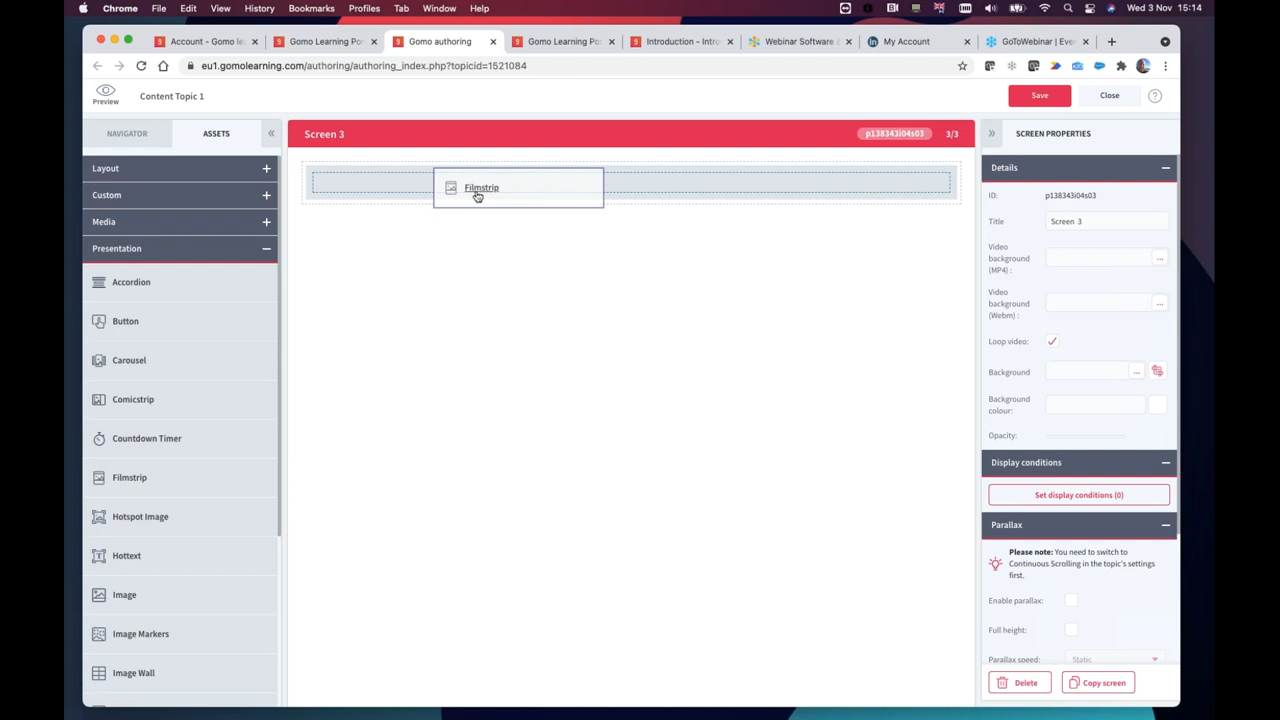 Chrome File Edit View History Bookmarks Profiles Tab Window Help Wed 3 Nov 15:14
Account - Gomo le Gomo Learning Por Gomo authoring Gomo Learning Por Introduction - Intro Webinar Software & My Account GoToWebinar | Even
eu1.gomolearning.com/authoring/authoring_index.php?topicid=1521084
Preview
Content Topic 1
Save
Close
NAVIGATOR
ASSETS
Layout
Custom
Media
Presentation
Accordion
Button
Carousel
Comicstrip
Countdown Timer
Filmstrip
Hotspot Image
Hottext
Image
Image Markers
Image Wall
Screen 3
p138343i04s03
3/3
Filmstrip
SCREEN PROPERTIES
Details
ID: p138343i04s03
Title Screen 3
Video
background
(MP4) :
...
Video
background
(Webm) :
...
Loop video:
Background
...
Background
colour:
Opacity:
Display conditions
Set display conditions (0)
Parallax
Please note: You need to switch to
Continuous Scrolling in the topic's settings
first.
Enable parallax:
Full height:
Parallax speed: Static
Delete
Copy screen